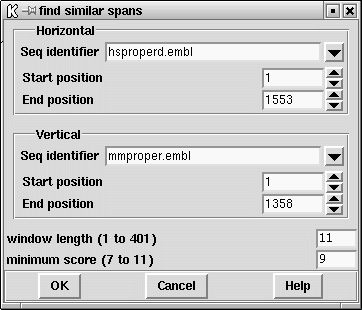 find similar spans
Horizontal
Seq identifier hsproperd.embl
Start position 1
End position 1553
Vertical
Seq identifier mmproper.embl
Start position 1
End position 1358
window length (1 to 401) 11
minimum score (7 to 11) 9
OK Cancel Help